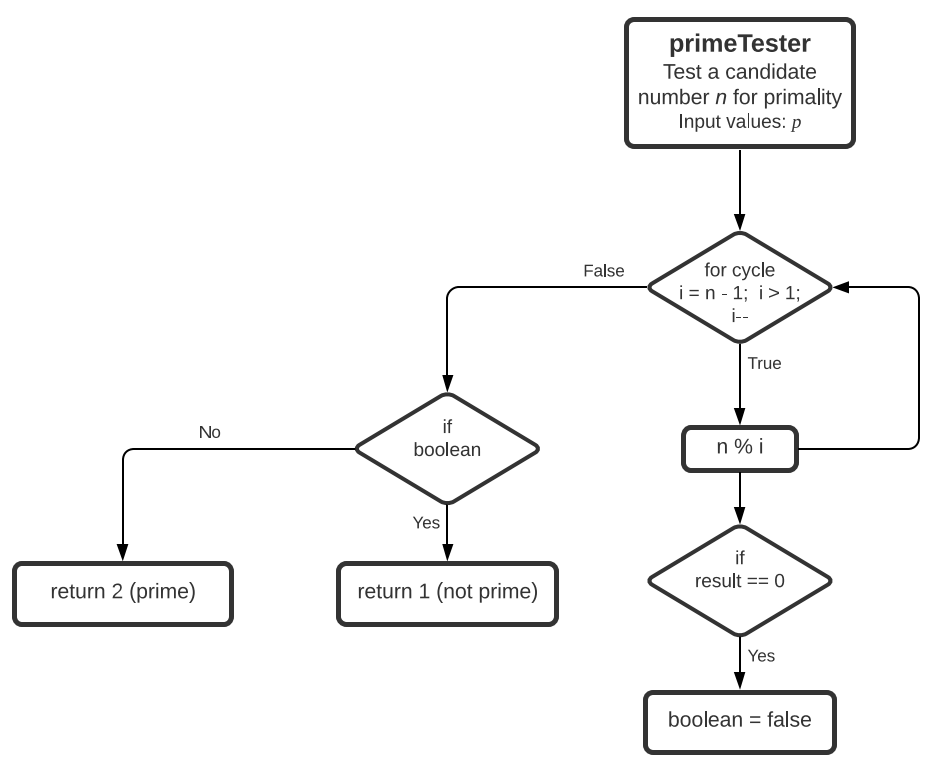 primeTester
Test a candidate
number n for primality
Input values: p
for cycle
i = n - 1; i > 1;
i--
False
True
if
boolean
No
n % i
Yes
if
result == 0
return 2 (prime)
return 1 (not prime)
Yes
boolean = false